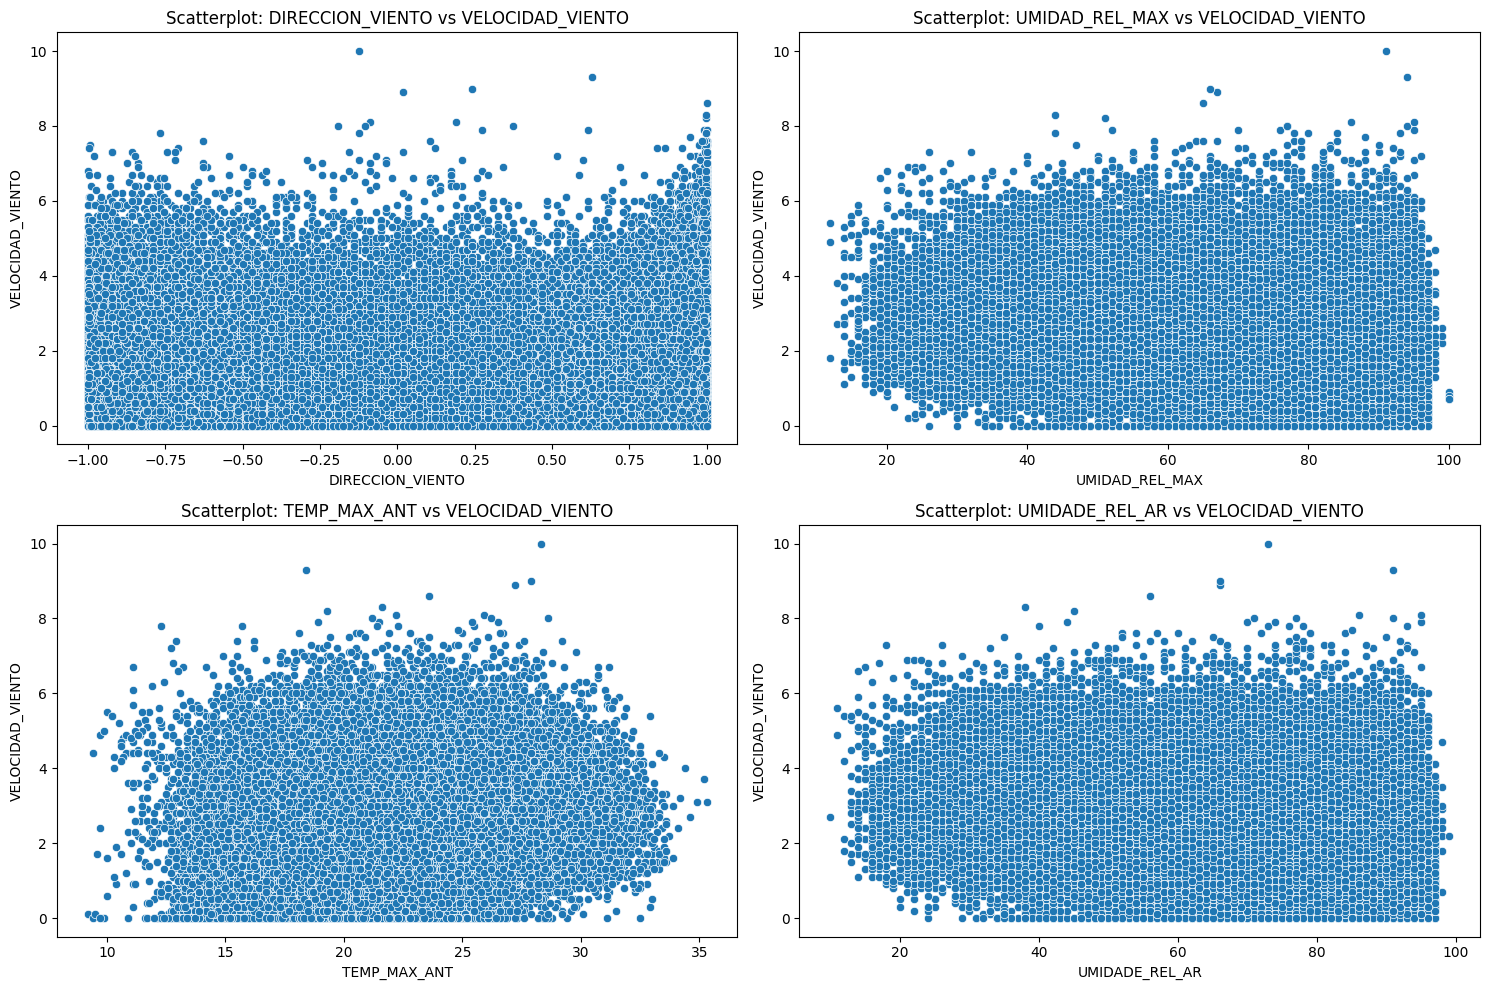 Scatterplot: DIRECCION_VIENTO vs VELOCIDAD_VIENTO
10
8
6
4
2
0
VELOCIDAD_VIENTO
−1.00 −0.75 −0.50 −0.25 0.00 0.25 0.50 0.75 1.00
DIRECCION_VIENTO
Scatterplot: UMIDAD_REL_MAX vs VELOCIDAD_VIENTO
10
8
6
4
2
0
VELOCIDAD_VIENTO
20 40 60 80 100
UMIDAD_REL_MAX
Scatterplot: TEMP_MAX_ANT vs VELOCIDAD_VIENTO
10
8
6
4
2
0
VELOCIDAD_VIENTO
10 15 20 25 30 35
TEMP_MAX_ANT
Scatterplot: UMIDADE_REL_AR vs VELOCIDAD_VIENTO
10
8
6
4
2
0
VELOCIDAD_VIENTO
20 40 60 80 100
UMIDADE_REL_AR